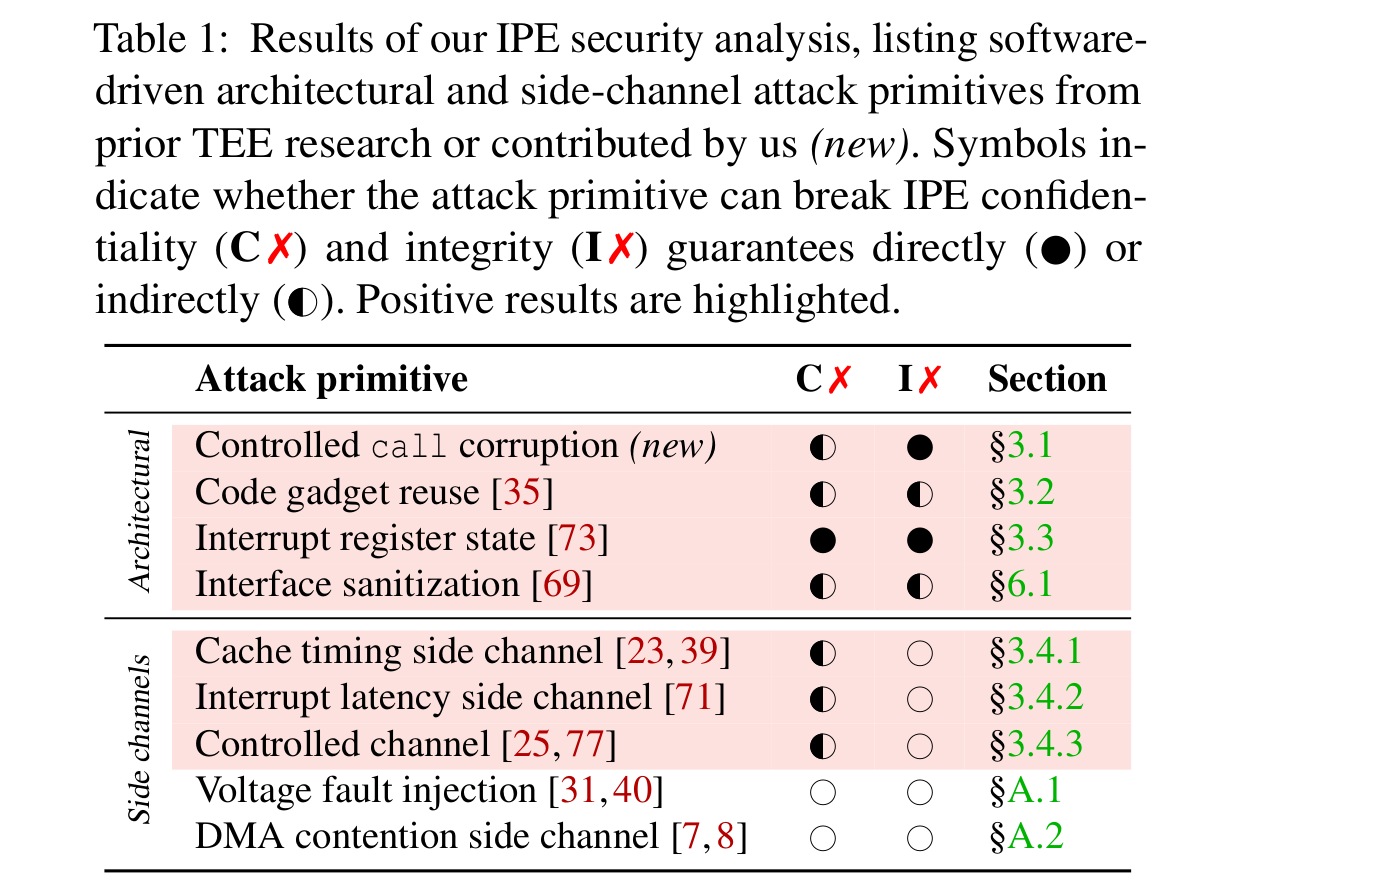 Table 1: Results of our IPE security analysis, listing software-
driven architectural and side-channel attack primitives from
prior TEE research or contributed by us (new). Symbols in-
dicate whether the attack primitive can break IPE confiden-
tiality (C✗) and integrity (I✗) guarantees directly (●) or
indirectly (◐). Positive results are highlighted.
Attack primitive C✗ I✗ Section
Architectural
Controlled call corruption (new) ◐ ● §3.1
Code gadget reuse [35] ◐ ◐ §3.2
Interrupt register state [73] ● ● §3.3
Interface sanitization [69] ◐ ◐ §6.1
Side channels
Cache timing side channel [23,39] ◐ ○ §3.4.1
Interrupt latency side channel [71] ◐ ○ §3.4.2
Controlled channel [25,77] ◐ ○ §3.4.3
Voltage fault injection [31,40] ○ ○ §A.1
DMA contention side channel [7,8] ○ ○ §A.2